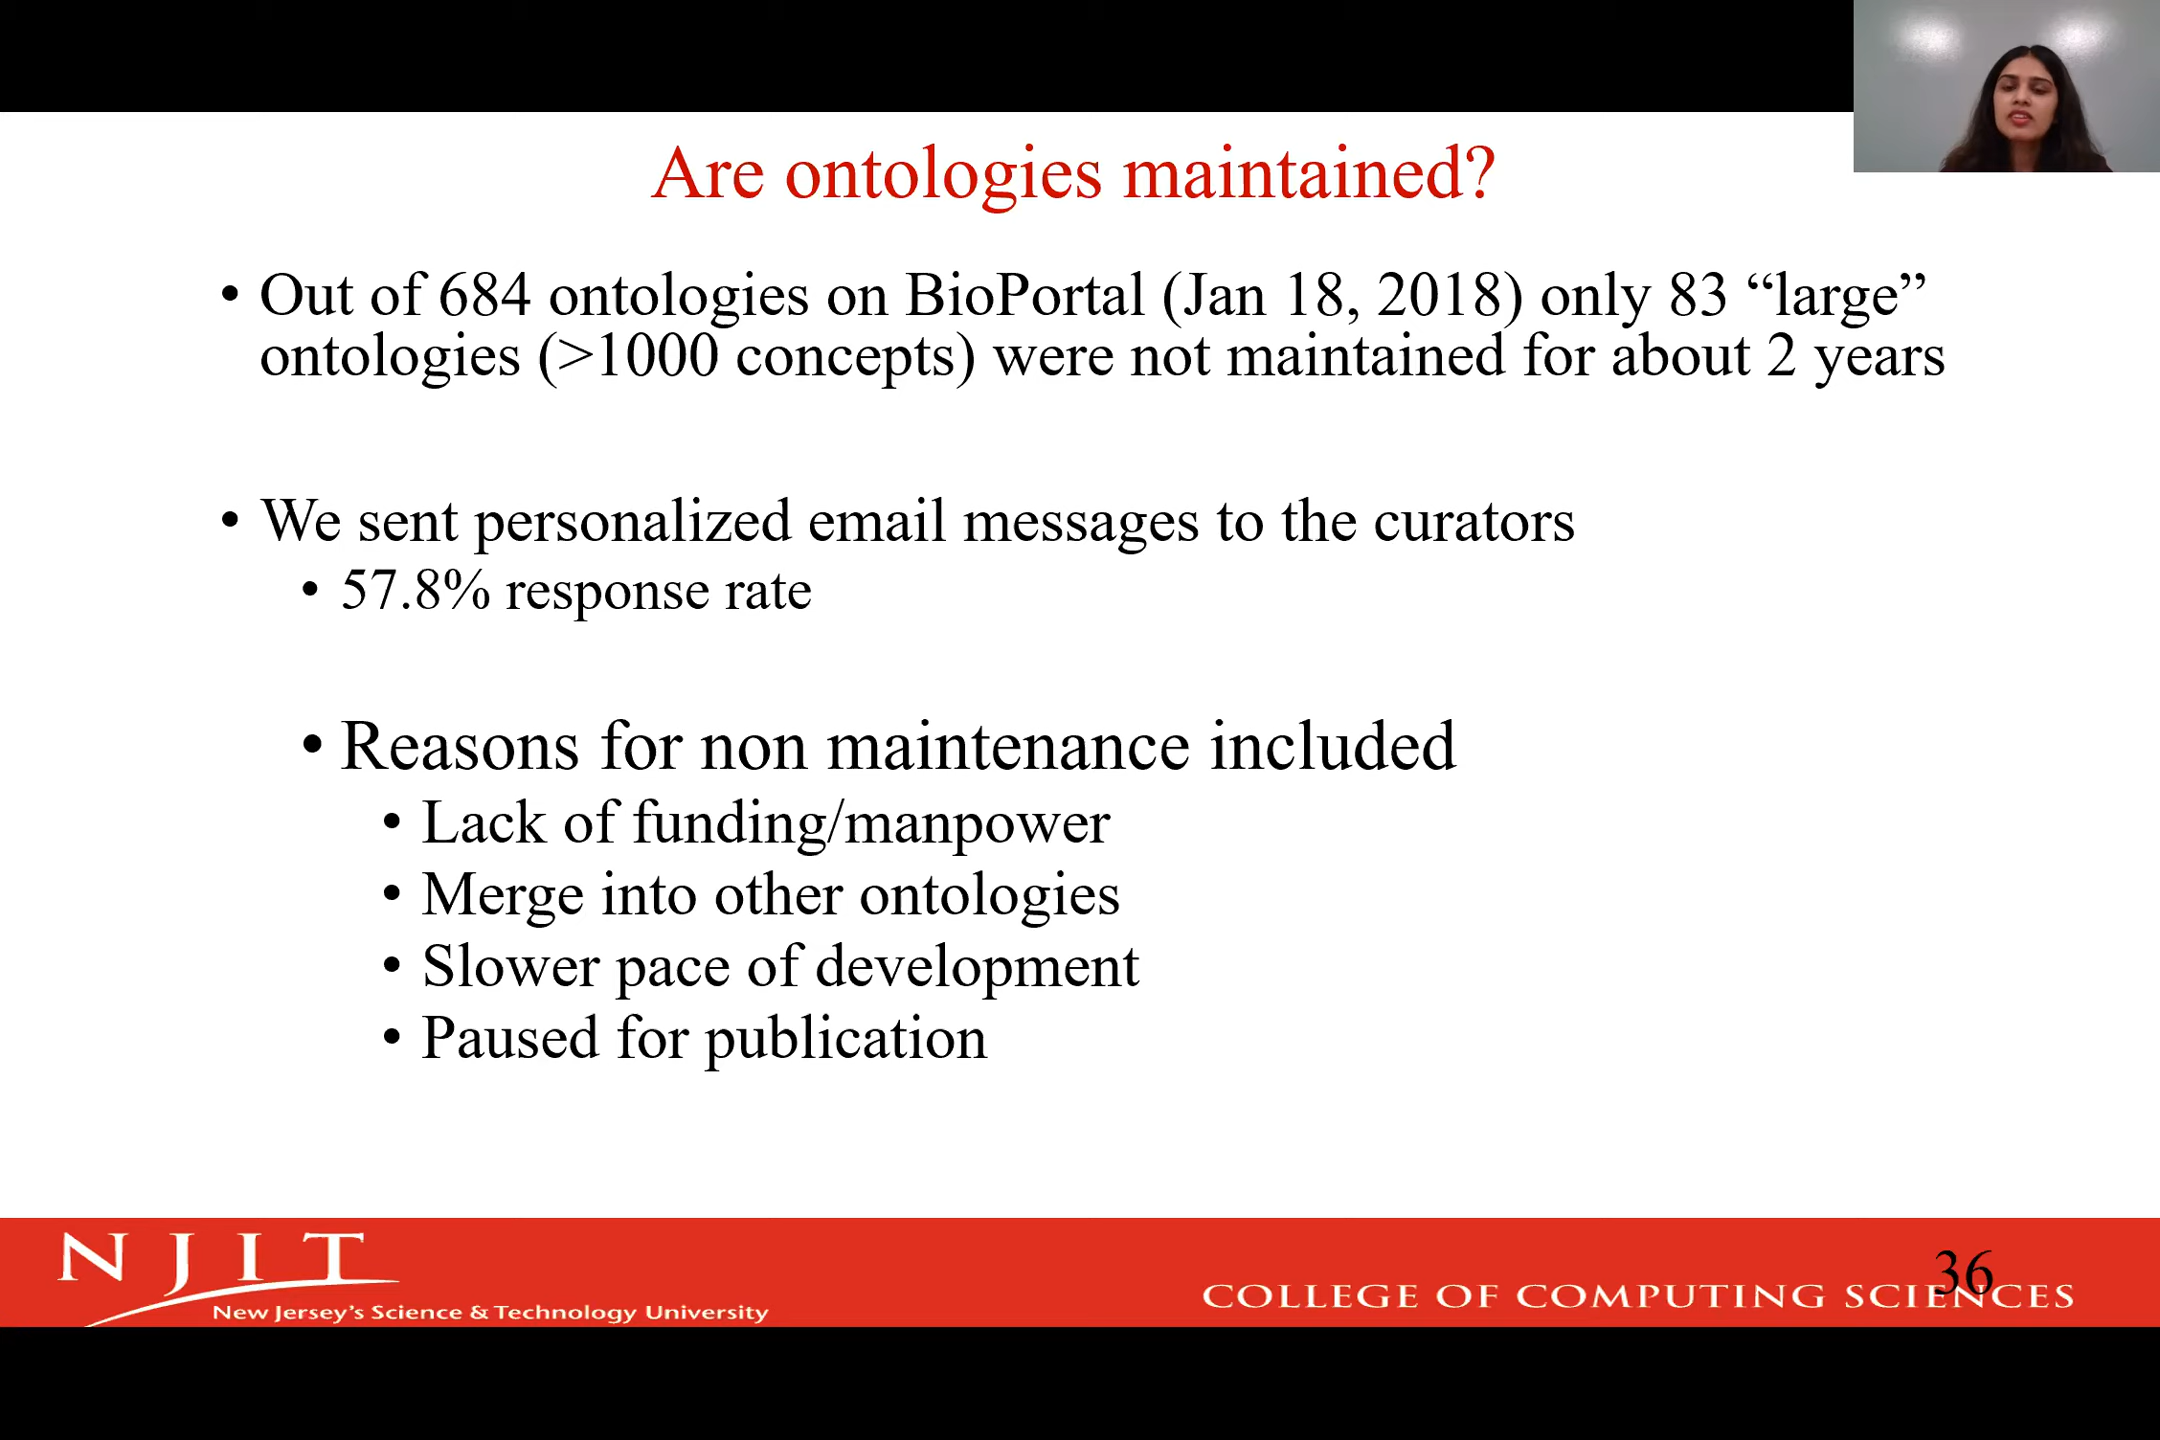 Are ontologies maintained?
• Out of 684 ontologies on BioPortal (Jan 18, 2018) only 83 “large”
ontologies (>1000 concepts) were not maintained for about 2 years
• We sent personalized email messages to the curators
• 57.8% response rate
• Reasons for non maintenance included
• Lack of funding/manpower
• Merge into other ontologies
• Slower pace of development
• Paused for publication
NJIT
New Jersey's Science & Technology University
COLLEGE OF COMPUTING SCIENCES
36